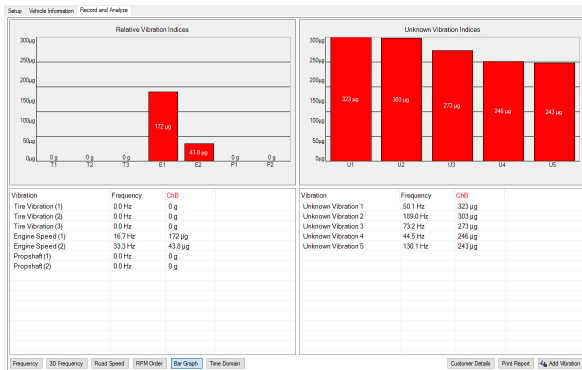 Setup Vehicle Information Record and Analyze
Relative Vibration Indices
300µg
250µg
200µg
150µg
100µg
50µg
0µg
0 g 0 g 0 g 172 µg 43.8 µg 0 g 0 g
T1 T2 T3 E1 E2 P1 P2
Unknown Vibration Indices
300µg
250µg
200µg
150µg
100µg
50µg
0µg
323 µg 303 µg 273 µg 246 µg 243 µg
U1 U2 U3 U4 U5
Vibration Frequency ChB
Tire Vibration (1) 0.0 Hz 0 g
Tire Vibration (2) 0.0 Hz 0 g
Tire Vibration (3) 0.0 Hz 0 g
Engine Speed (1) 16.7 Hz 172 µg
Engine Speed (2) 33.3 Hz 43.8 µg
Propshaft (1) 0.0 Hz 0 g
Propshaft (2) 0.0 Hz 0 g
Vibration Frequency ChB
Unknown Vibration 1 50.1 Hz 323 µg
Unknown Vibration 2 189.0 Hz 303 µg
Unknown Vibration 3 73.2 Hz 273 µg
Unknown Vibration 4 44.5 Hz 246 µg
Unknown Vibration 5 130.1 Hz 243 µg
Frequency 3D Frequency Road Speed RPM Order Bar Graph Time Domain Customer Details Print Report Add Vibration